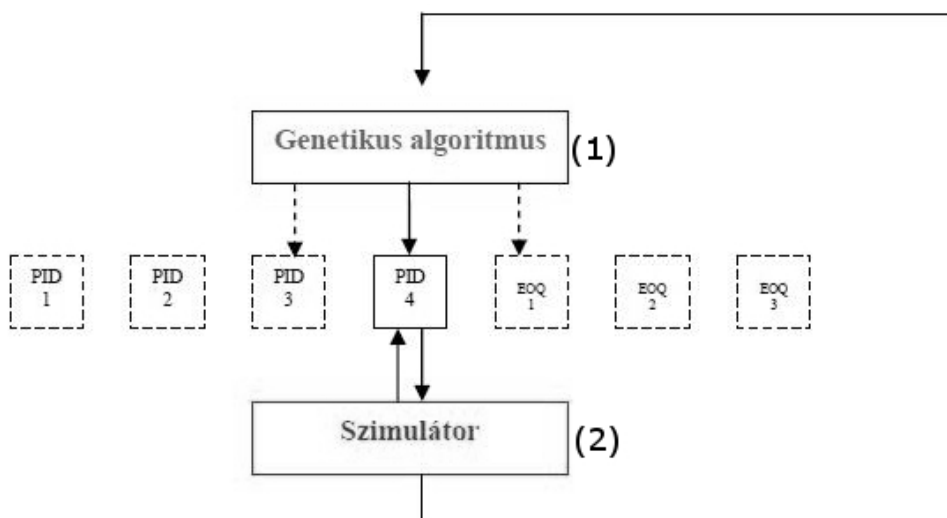 Genetikus algoritmus
(1)
PID
1
PID
2
PID
3
PID
4
EOQ
1
EOQ
2
EOQ
3
Szimulátor
(2)